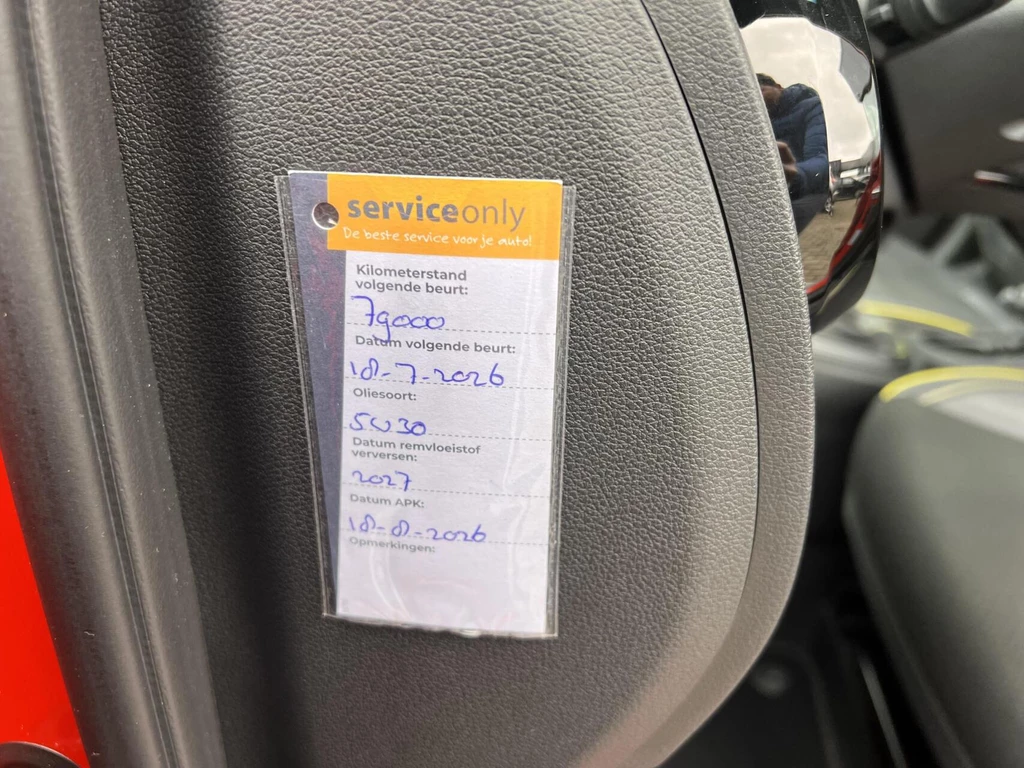 serviceonly
De beste service voor je auto!
Kilometerstand
volgende beurt:
79000
Datum volgende beurt:
18-7-2026
Oliesoort:
5W30
Datum remvloeistof
verversen:
2027
Datum APK:
18-8-2026
Opmerkingen: